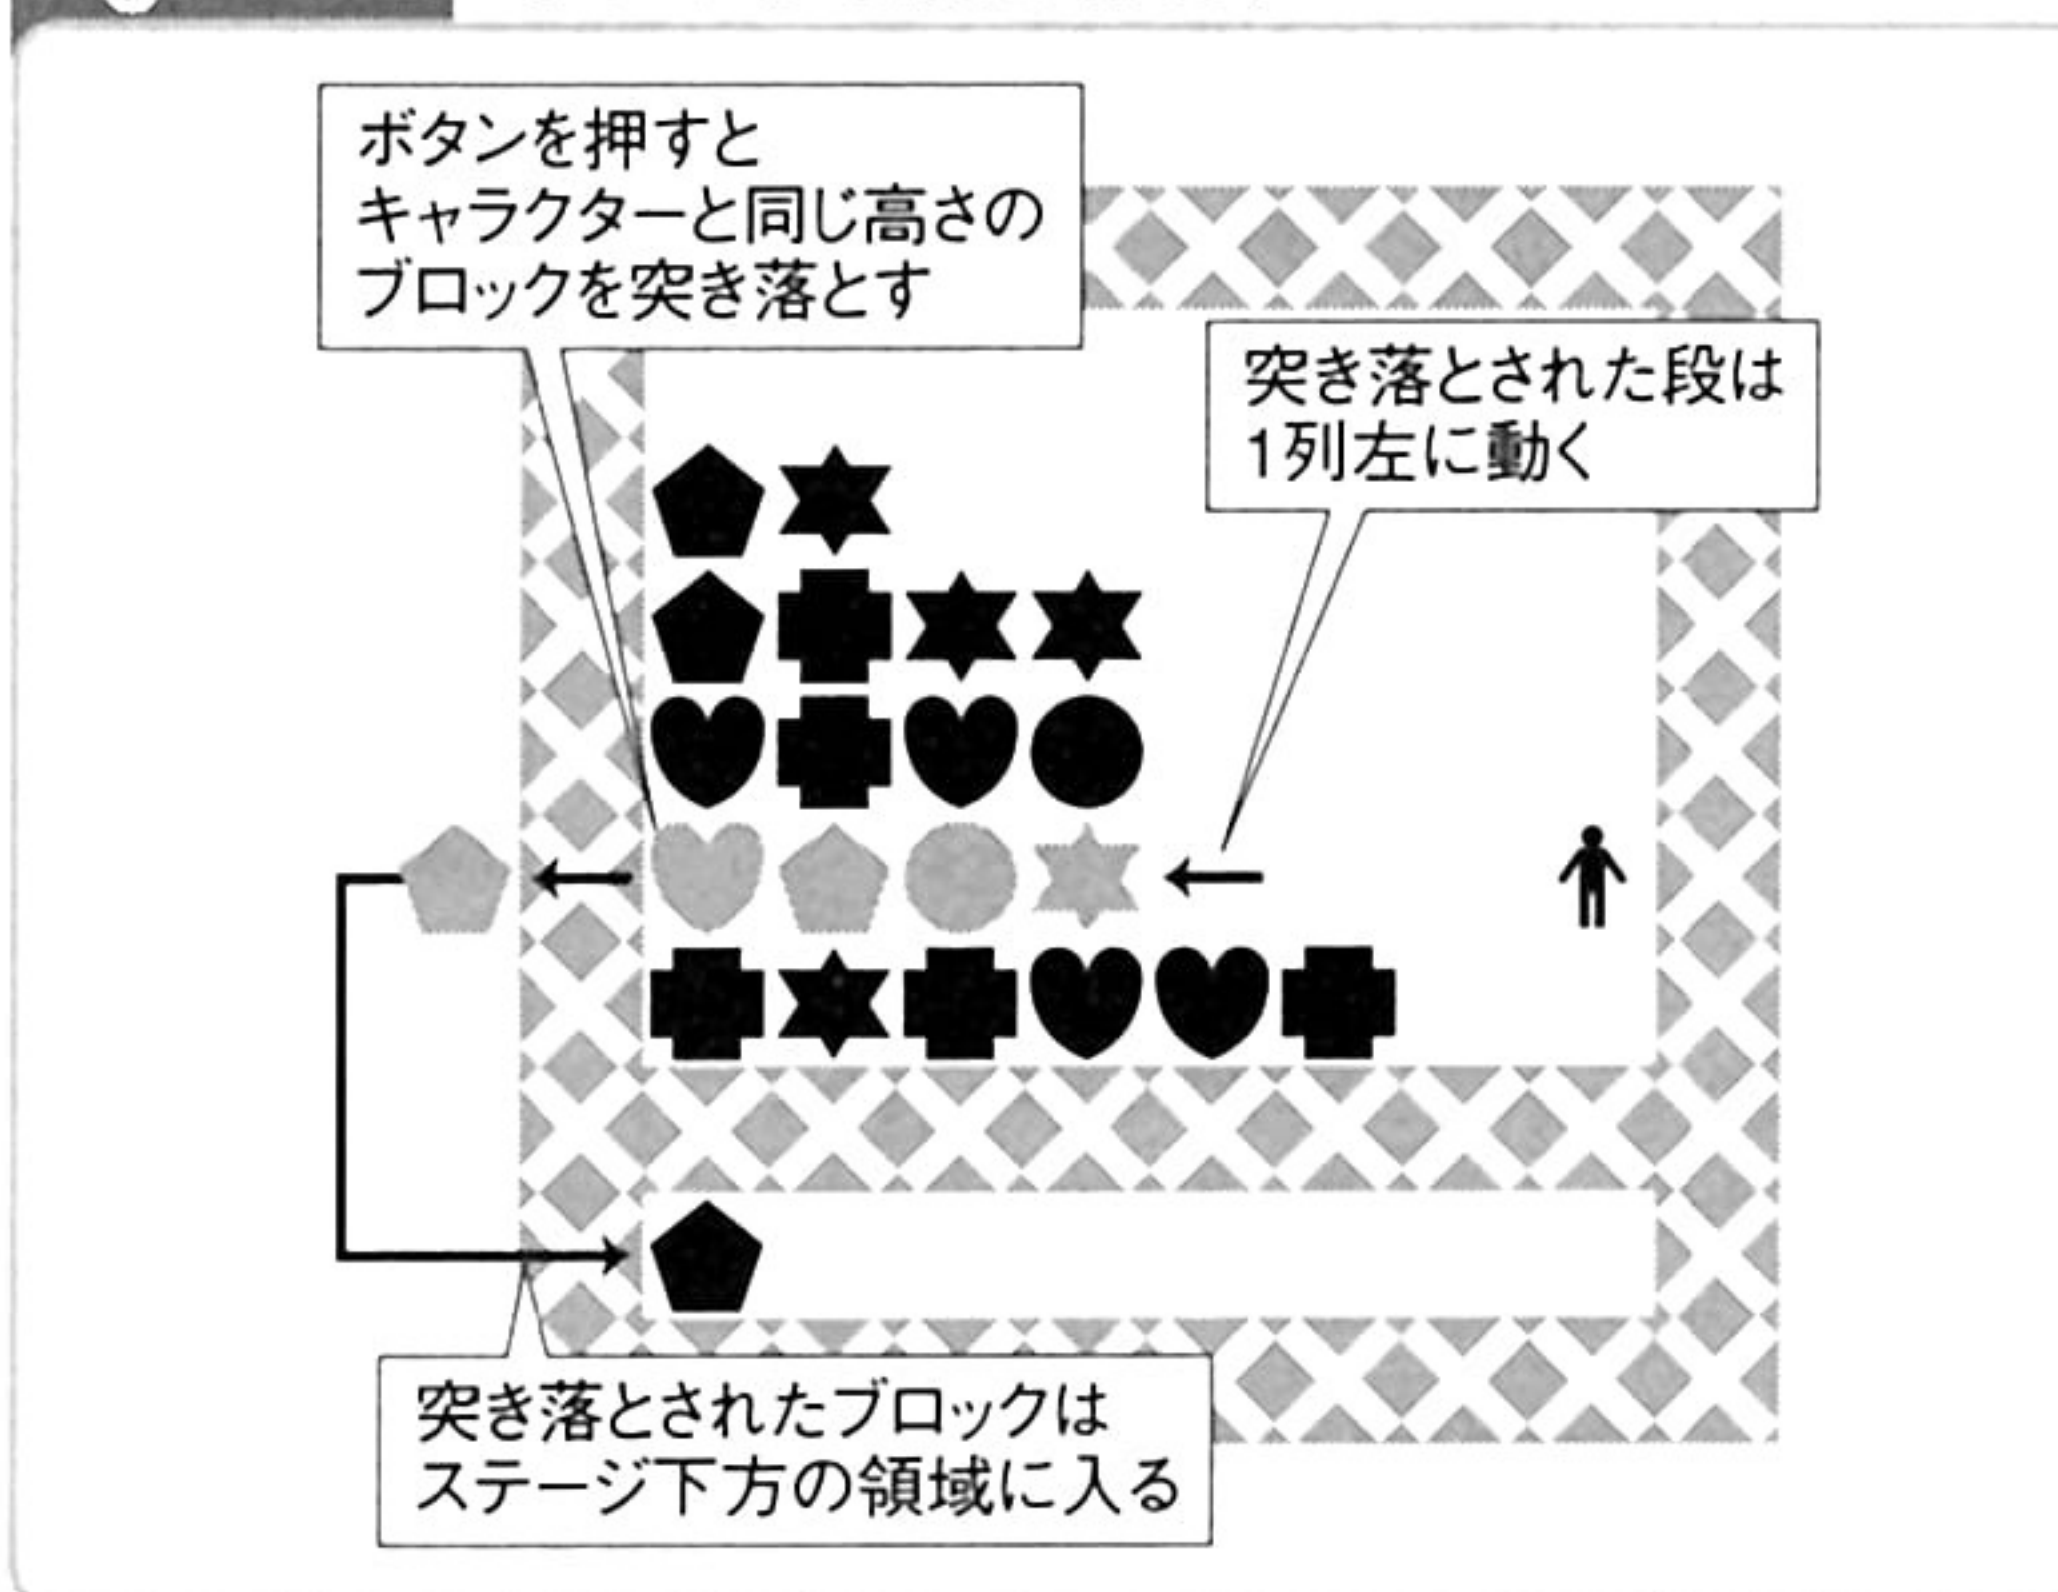 ボタンを押すと
キャラクターと同じ高さの
ブロックを突き落とす
突き落とされた段は
1列左に動く
突き落とされたブロックは
ステージ下方の領域に入る